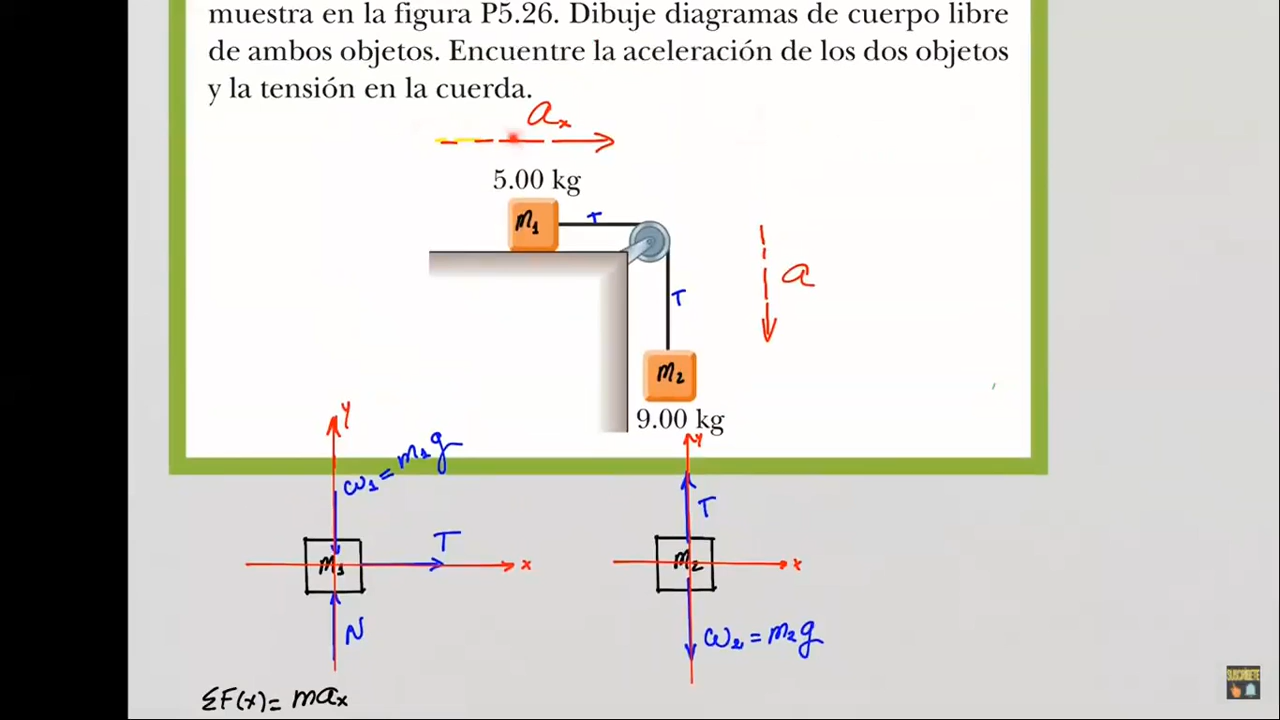 muestra en la figura P5.26. Dibuje diagramas de cuerpo libre
de ambos objetos. Encuentre la aceleración de los dos objetos
y la tensión en la cuerda.
ax
5.00 kg
m1
T
T
a
m2
9.00 kg
y
ω1 = m1g
T
m1
x
N
y
T
m2
x
ω2 = m2g
ΣF(x) = max
SUSCRÍBETE